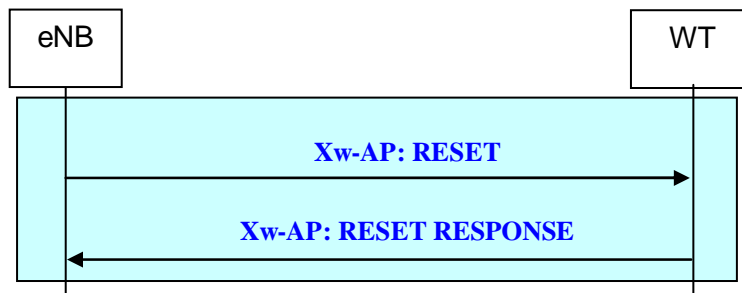 eNB
WT
Xw-AP: RESET
Xw-AP: RESET RESPONSE